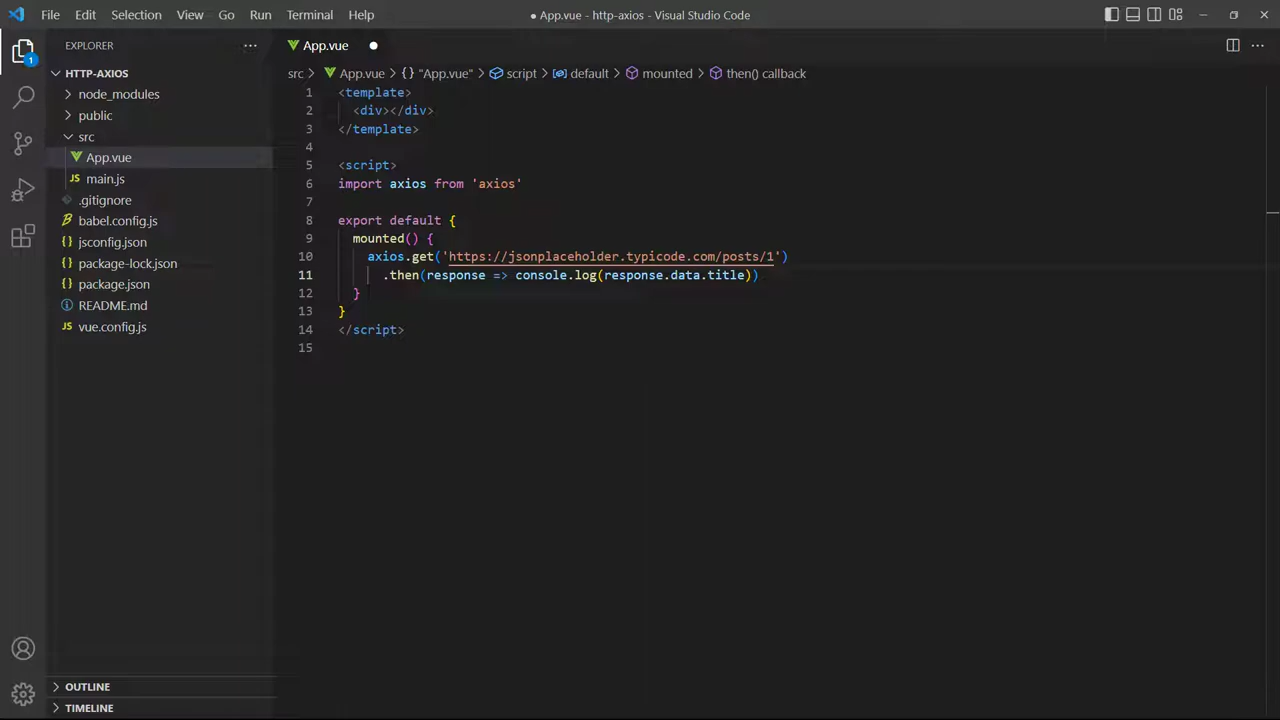 File Edit Selection View Go Run Terminal Help ● App.vue - http-axios - Visual Studio Code
1
EXPLORER
HTTP-AXIOS
node_modules
public
src
App.vue
JS main.js
.gitignore
babel.config.js
{} jsconfig.json
{} package-lock.json
{} package.json
README.md
JS vue.config.js
OUTLINE
TIMELINE
App.vue
src > App.vue > {} "App.vue" > script > default > mounted > then() callback
1 <template>
2 <div></div>
3 </template>
4
5 <script>
6 import axios from 'axios'
7
8 export default {
9 mounted() {
10 axios.get('https://jsonplaceholder.typicode.com/posts/1')
11 .then(response => console.log(response.data.title))
12 }
13 }
14 </script>
15